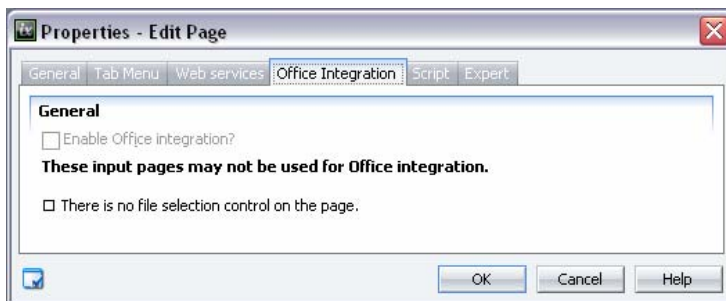 Properties - Edit Page
General Tab Menu Web services Office Integration Script Expert
General
Enable Office integration?
These input pages may not be used for Office integration.
There is no file selection control on the page.
OK Cancel Help